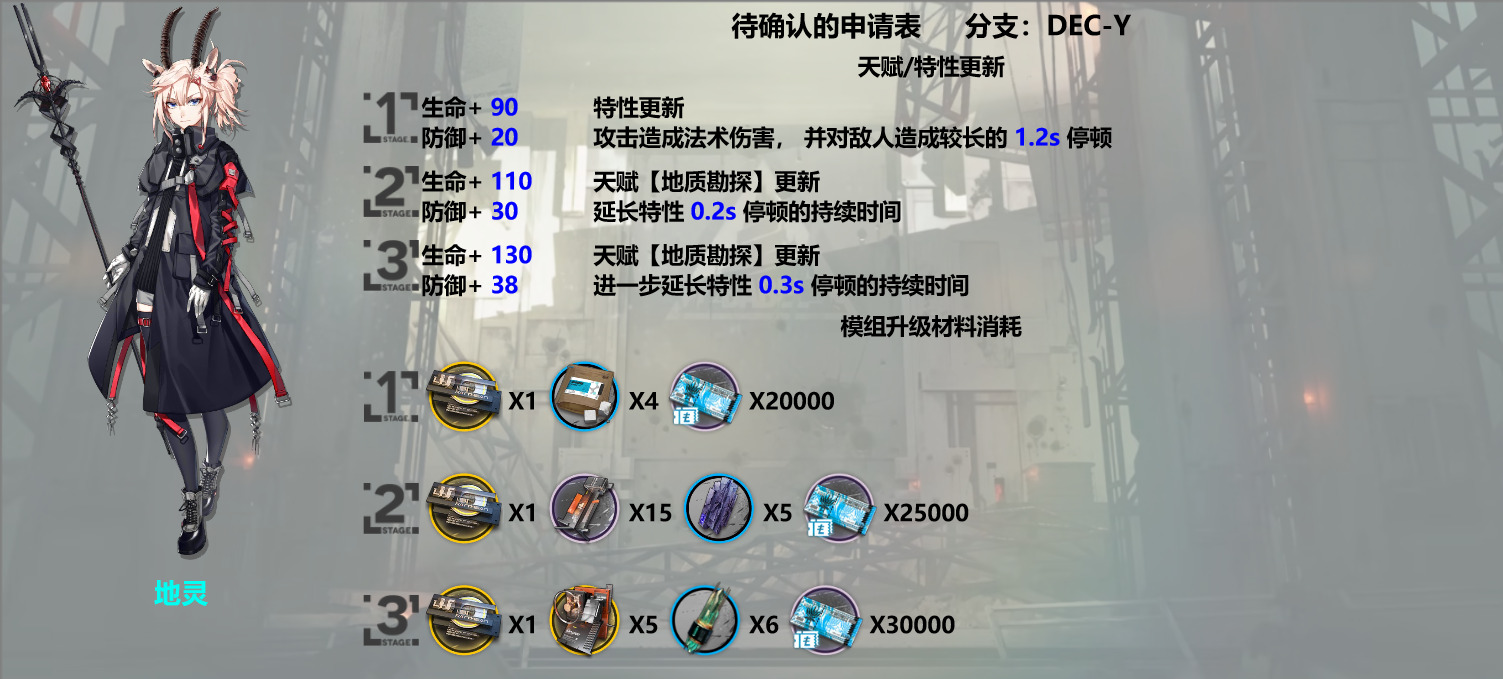 待确认的申请表 分支：DEC-Y
天赋/特性更新
1 STAGE. 生命+ 90 特性更新
防御+ 20 攻击造成法术伤害， 并对敌人造成较长的 1.2s 停顿
2 STAGE. 生命+ 110 天赋【地质勘探】更新
防御+ 30 延长特性 0.2s 停顿的持续时间
3 STAGE. 生命+ 130 天赋【地质勘探】更新
防御+ 38 进一步延长特性 0.3s 停顿的持续时间
模组升级材料消耗
1 STAGE. X1 X4 X20000
2 STAGE. X1 X15 X5 X25000
3 STAGE. X1 X5 X6 X30000
地灵